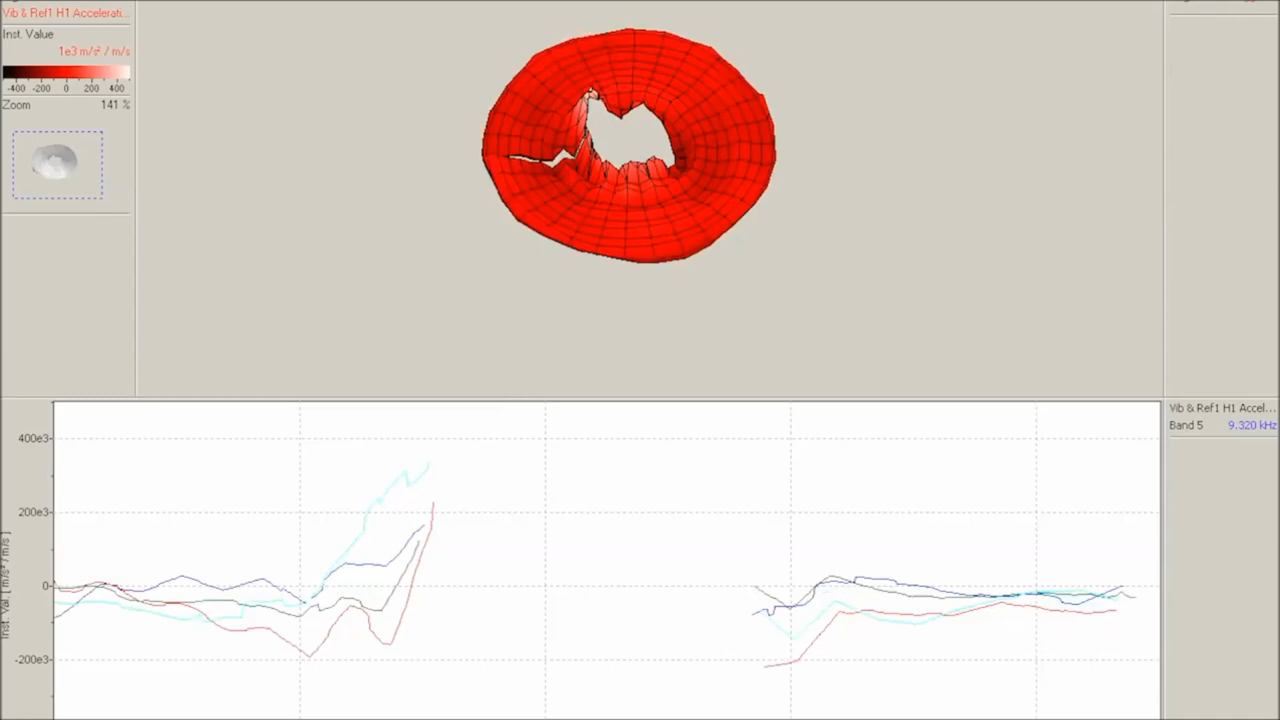 Vib & Ref1 H1 Accelerati...
Inst. Value
1e3 m/s² / m/s
-400 -200 0 200 400
Zoom 141 %
Vib & Ref1 H1 Accel...
Band 5 9.320 kHz
400e3
200e3
0
-200e3
Inst. Val. [ m/s² / m/s ]